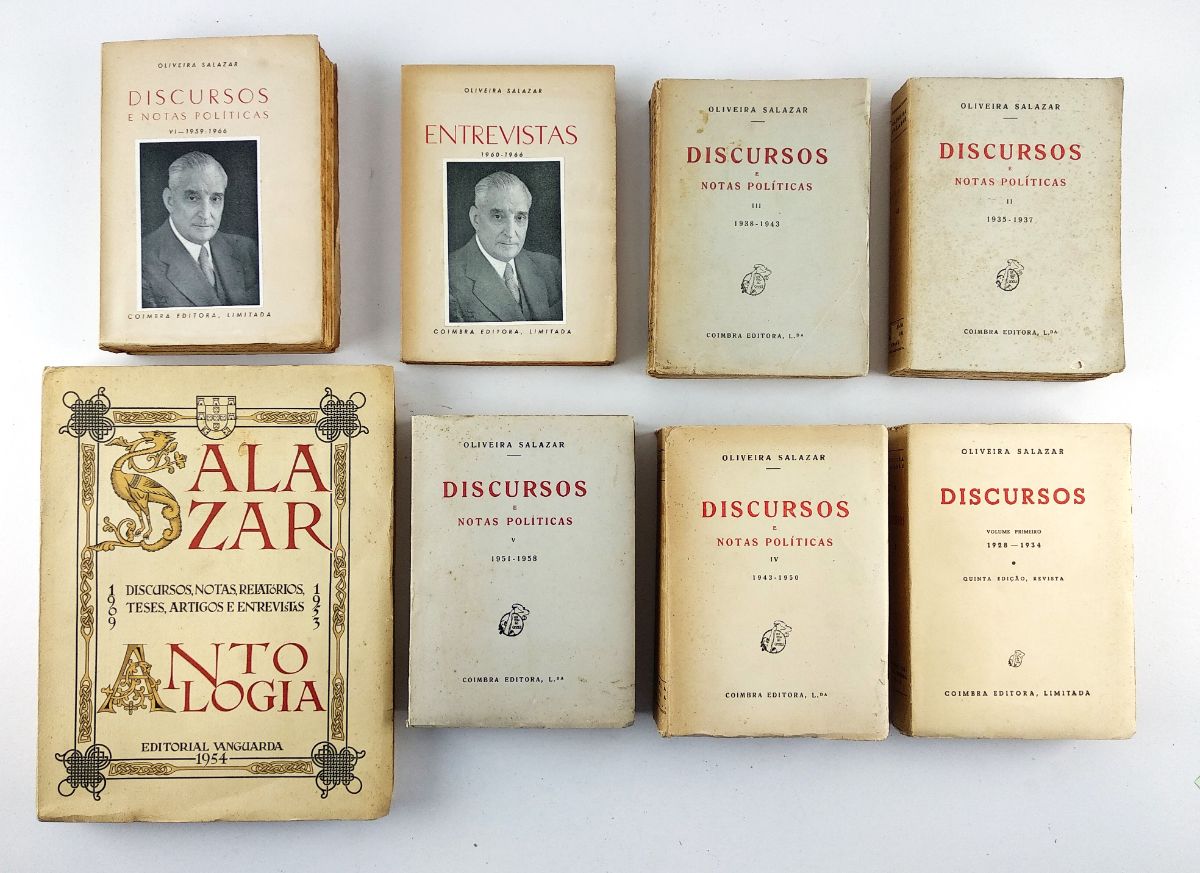 OLIVEIRA SALAZAR
DISCURSOS
E NOTAS POLÍTICAS
VI — 1959-1966
COIMBRA EDITORA, LIMITADA
OLIVEIRA SALAZAR
ENTREVISTAS
1960-1966
COIMBRA EDITORA, LIMITADA
OLIVEIRA SALAZAR
DISCURSOS
E
NOTAS POLÍTICAS
III
1938-1943
COIMBRA EDITORA, L.DA
OLIVEIRA SALAZAR
DISCURSOS
E
NOTAS POLÍTICAS
II
1935-1937
COIMBRA EDITORA, L.DA
SALA
ZAR
DISCURSOS, NOTAS, RELATÓRIOS,
TESES, ARTIGOS E ENTREVISTAS
1909
ANTO
LOGIA
EDITORIAL VANGUARDA
1954
OLIVEIRA SALAZAR
DISCURSOS
E
NOTAS POLÍTICAS
V
1951-1958
COIMBRA EDITORA, L.DA
OLIVEIRA SALAZAR
DISCURSOS
E
NOTAS POLÍTICAS
IV
1943-1950
COIMBRA EDITORA, L.DA
OLIVEIRA SALAZAR
DISCURSOS
VOLUME PRIMEIRO
1928 — 1934
QUINTA EDIÇÃO, REVISTA
COIMBRA EDITORA, LIMITADA